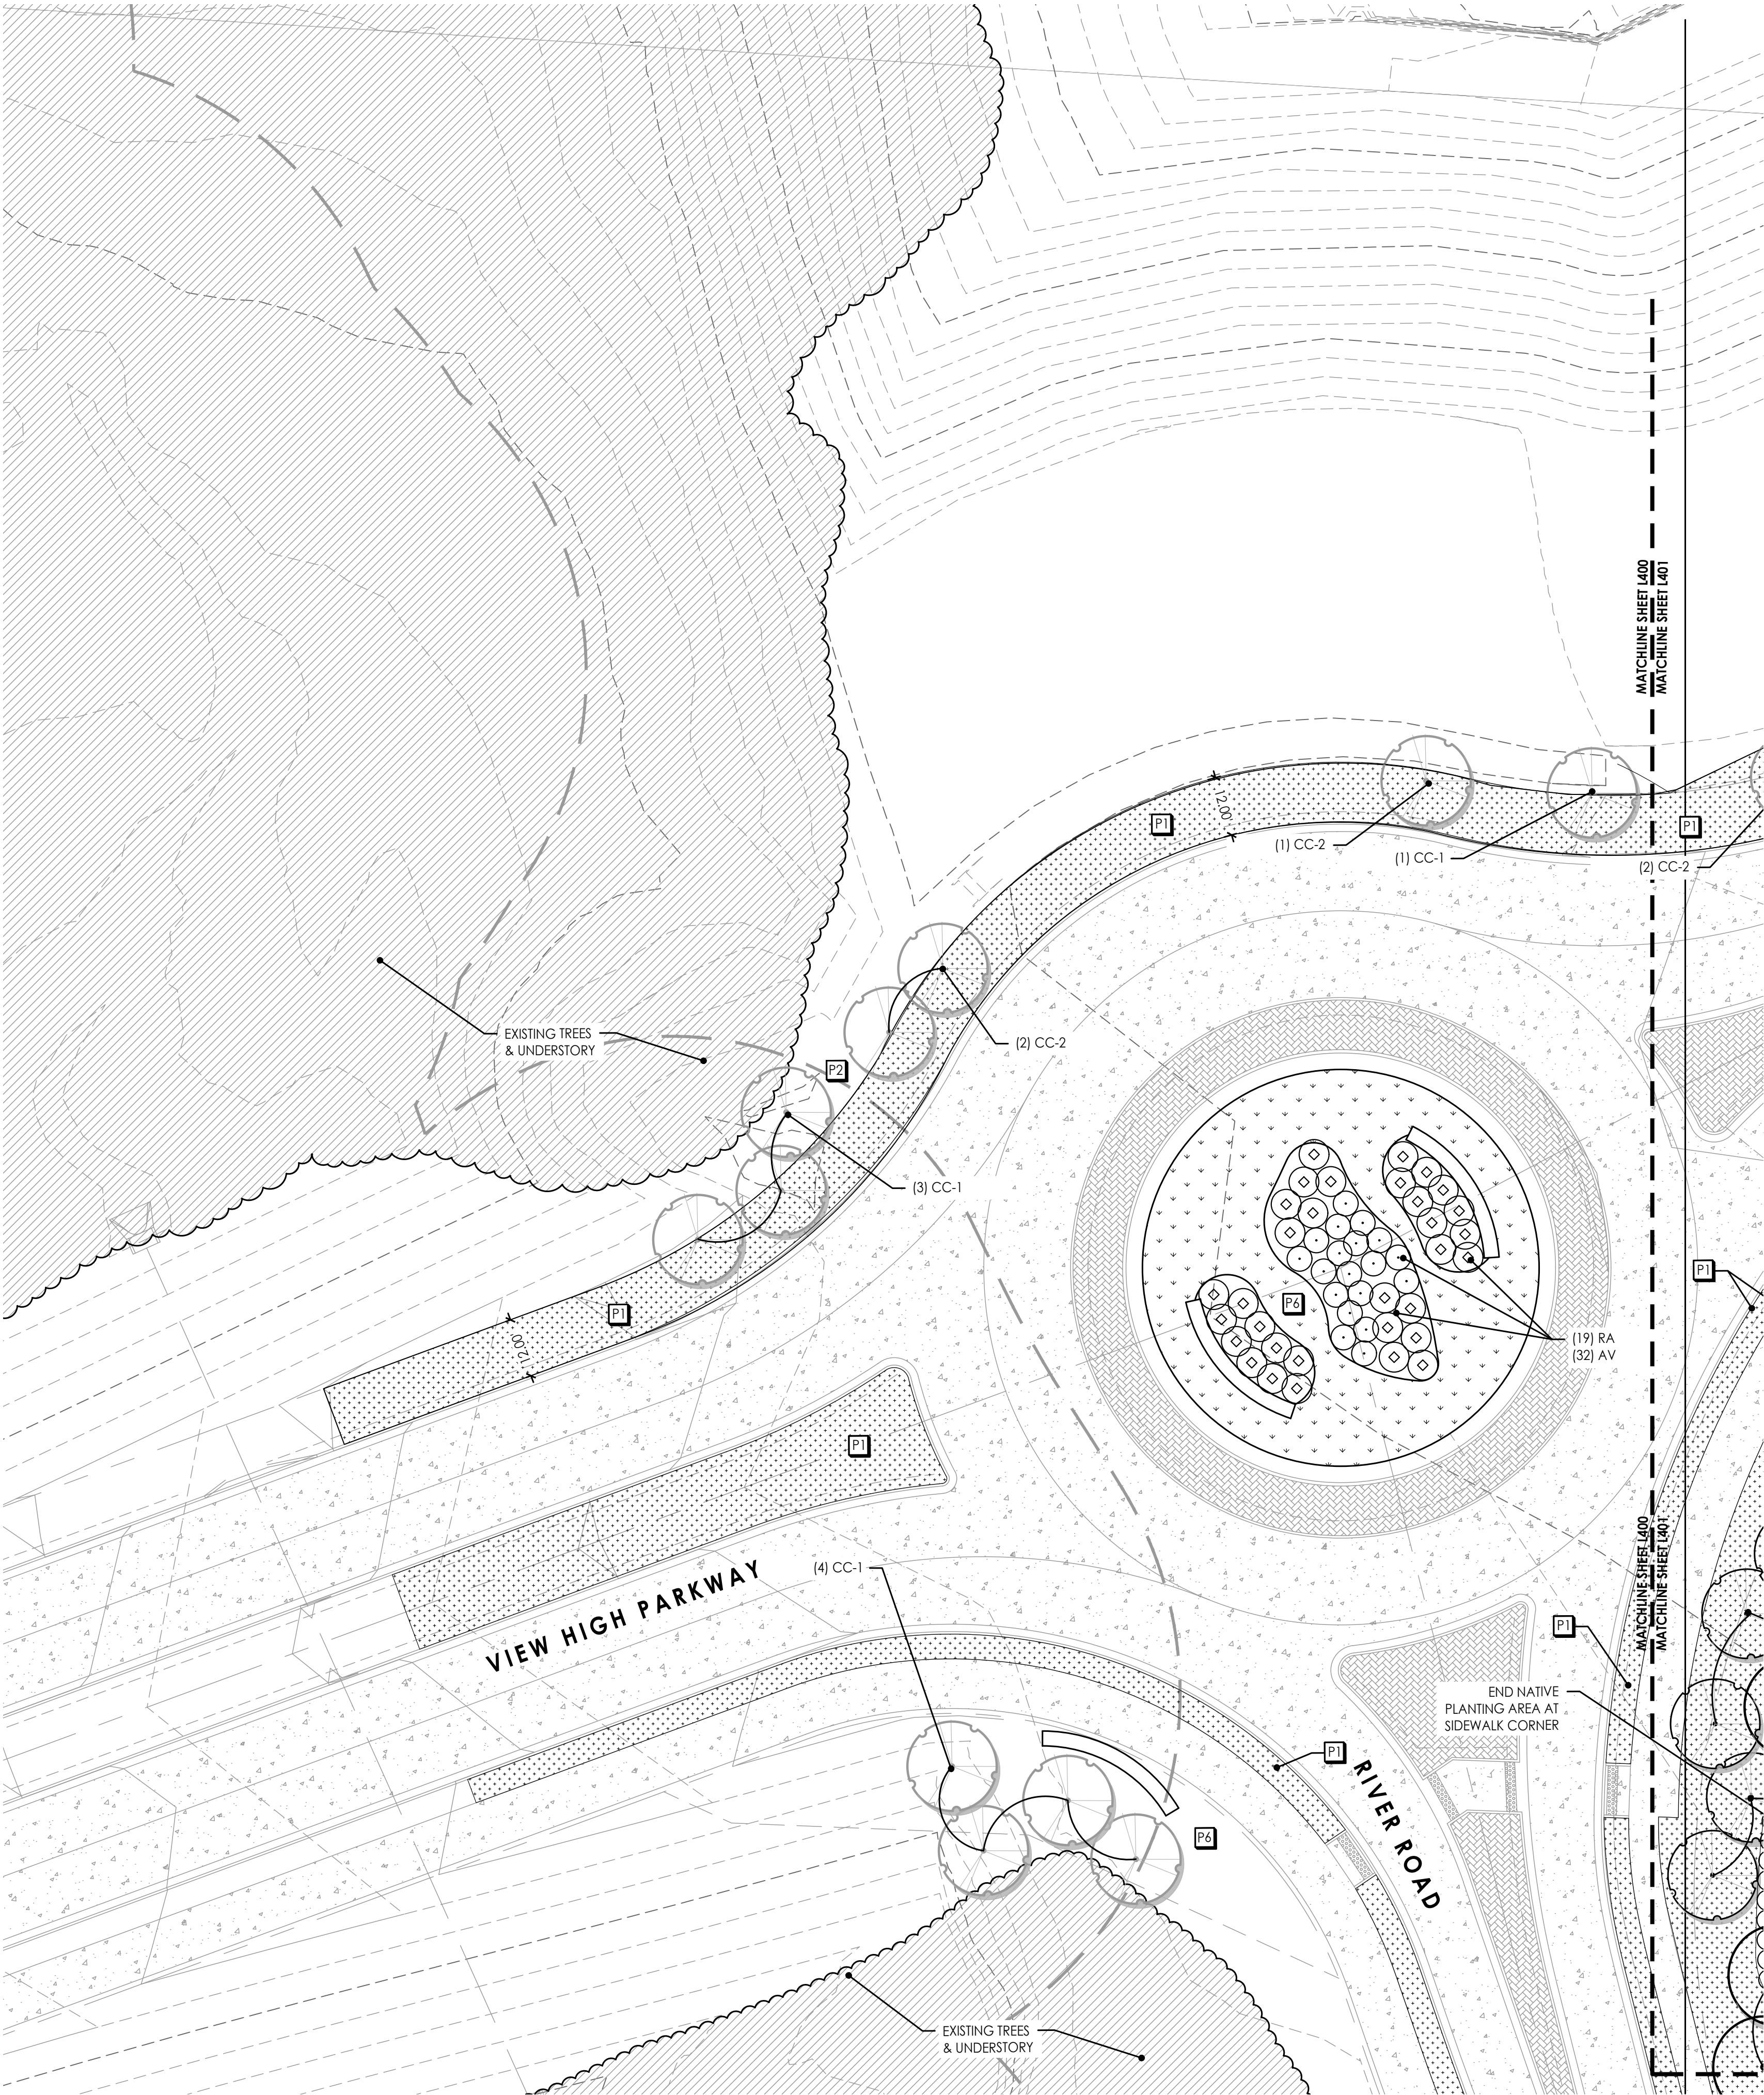 MATCHLINE SHEET L400
MATCHLINE SHEET L401
12.00'
P1
(1) CC-2
(1) CC-1
P1
(2) CC-2
EXISTING TREES
& UNDERSTORY
(2) CC-2
P2
(3) CC-1
P1
12.00'
P6
P1
(19) RA
(32) AV
P1
VIEW HIGH PARKWAY
(4) CC-1
MATCHLINE SHEET L400
MATCHLINE SHEET L401
P1
END NATIVE
PLANTING AREA AT
SIDEWALK CORNER
P1
RIVER ROAD
P6
EXISTING TREES
& UNDERSTORY